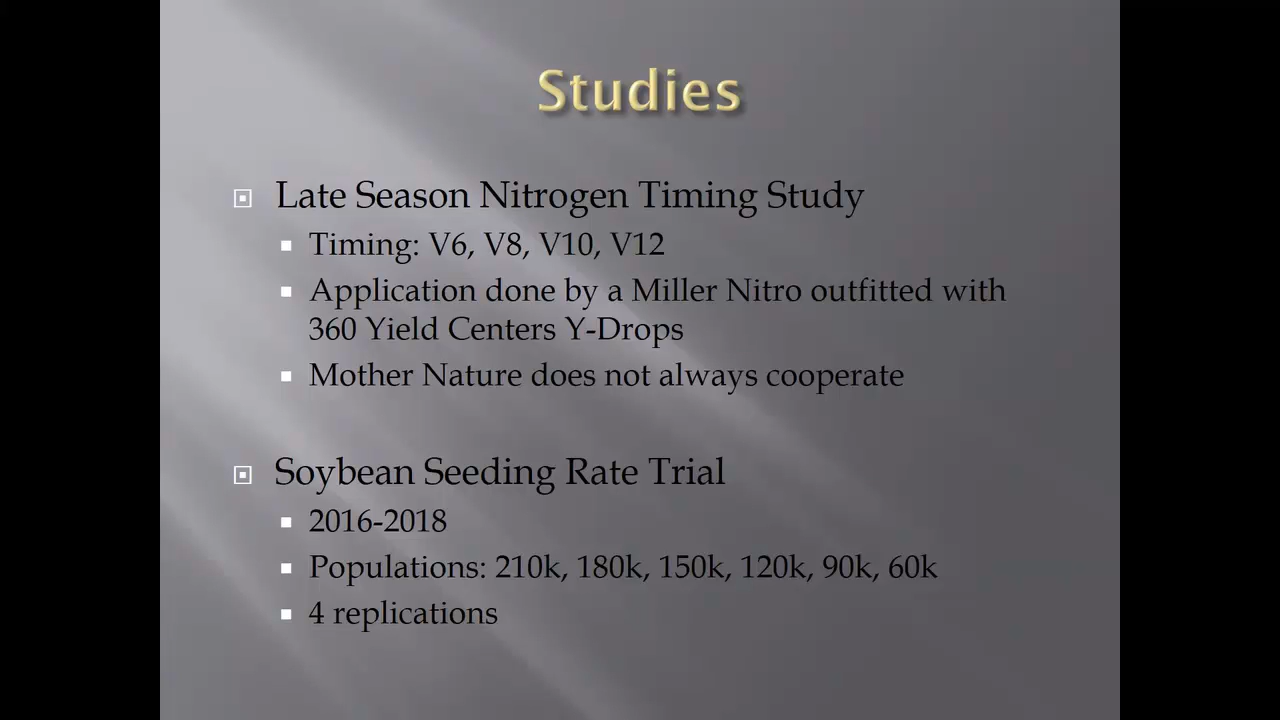 Studies
Late Season Nitrogen Timing Study
Timing: V6, V8, V10, V12
Application done by a Miller Nitro outfitted with
360 Yield Centers Y-Drops
Mother Nature does not always cooperate
Soybean Seeding Rate Trial
2016-2018
Populations: 210k, 180k, 150k, 120k, 90k, 60k
4 replications